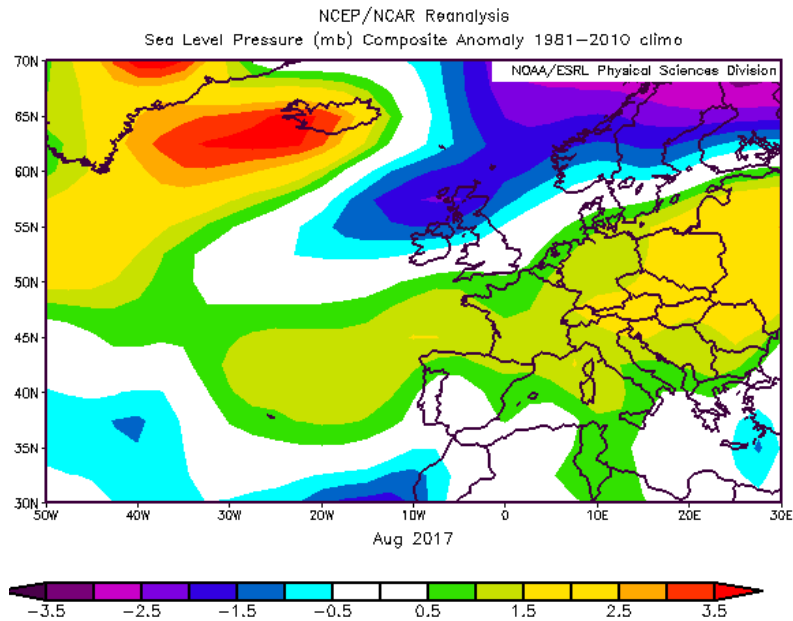 NCEP/NCAR Reanalysis
Sea Level Pressure (mb) Composite Anomaly 1981-2010 climo
NOAA/ESRL Physical Sciences Division
70N
65N
60N
55N
50N
45N
40N
35N
30N
50W 40W 30W 20W 10W 0 10E 20E 30E
Aug 2017
-3.5 -2.5 -1.5 -0.5 0.5 1.5 2.5 3.5